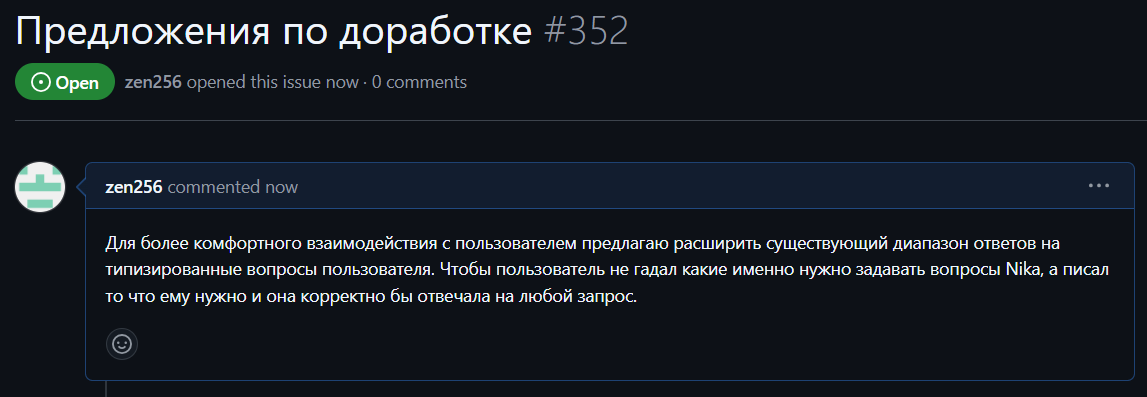 Предложения по доработке #352
Open zen256 opened this issue now · 0 comments
zen256 commented now
Для более комфортного взаимодействия с пользователем предлагаю расширить существующий диапазон ответов на
типизированные вопросы пользователя. Чтобы пользователь не гадал какие именно нужно задавать вопросы Nika, а писал
то что ему нужно и она корректно бы отвечала на любой запрос.